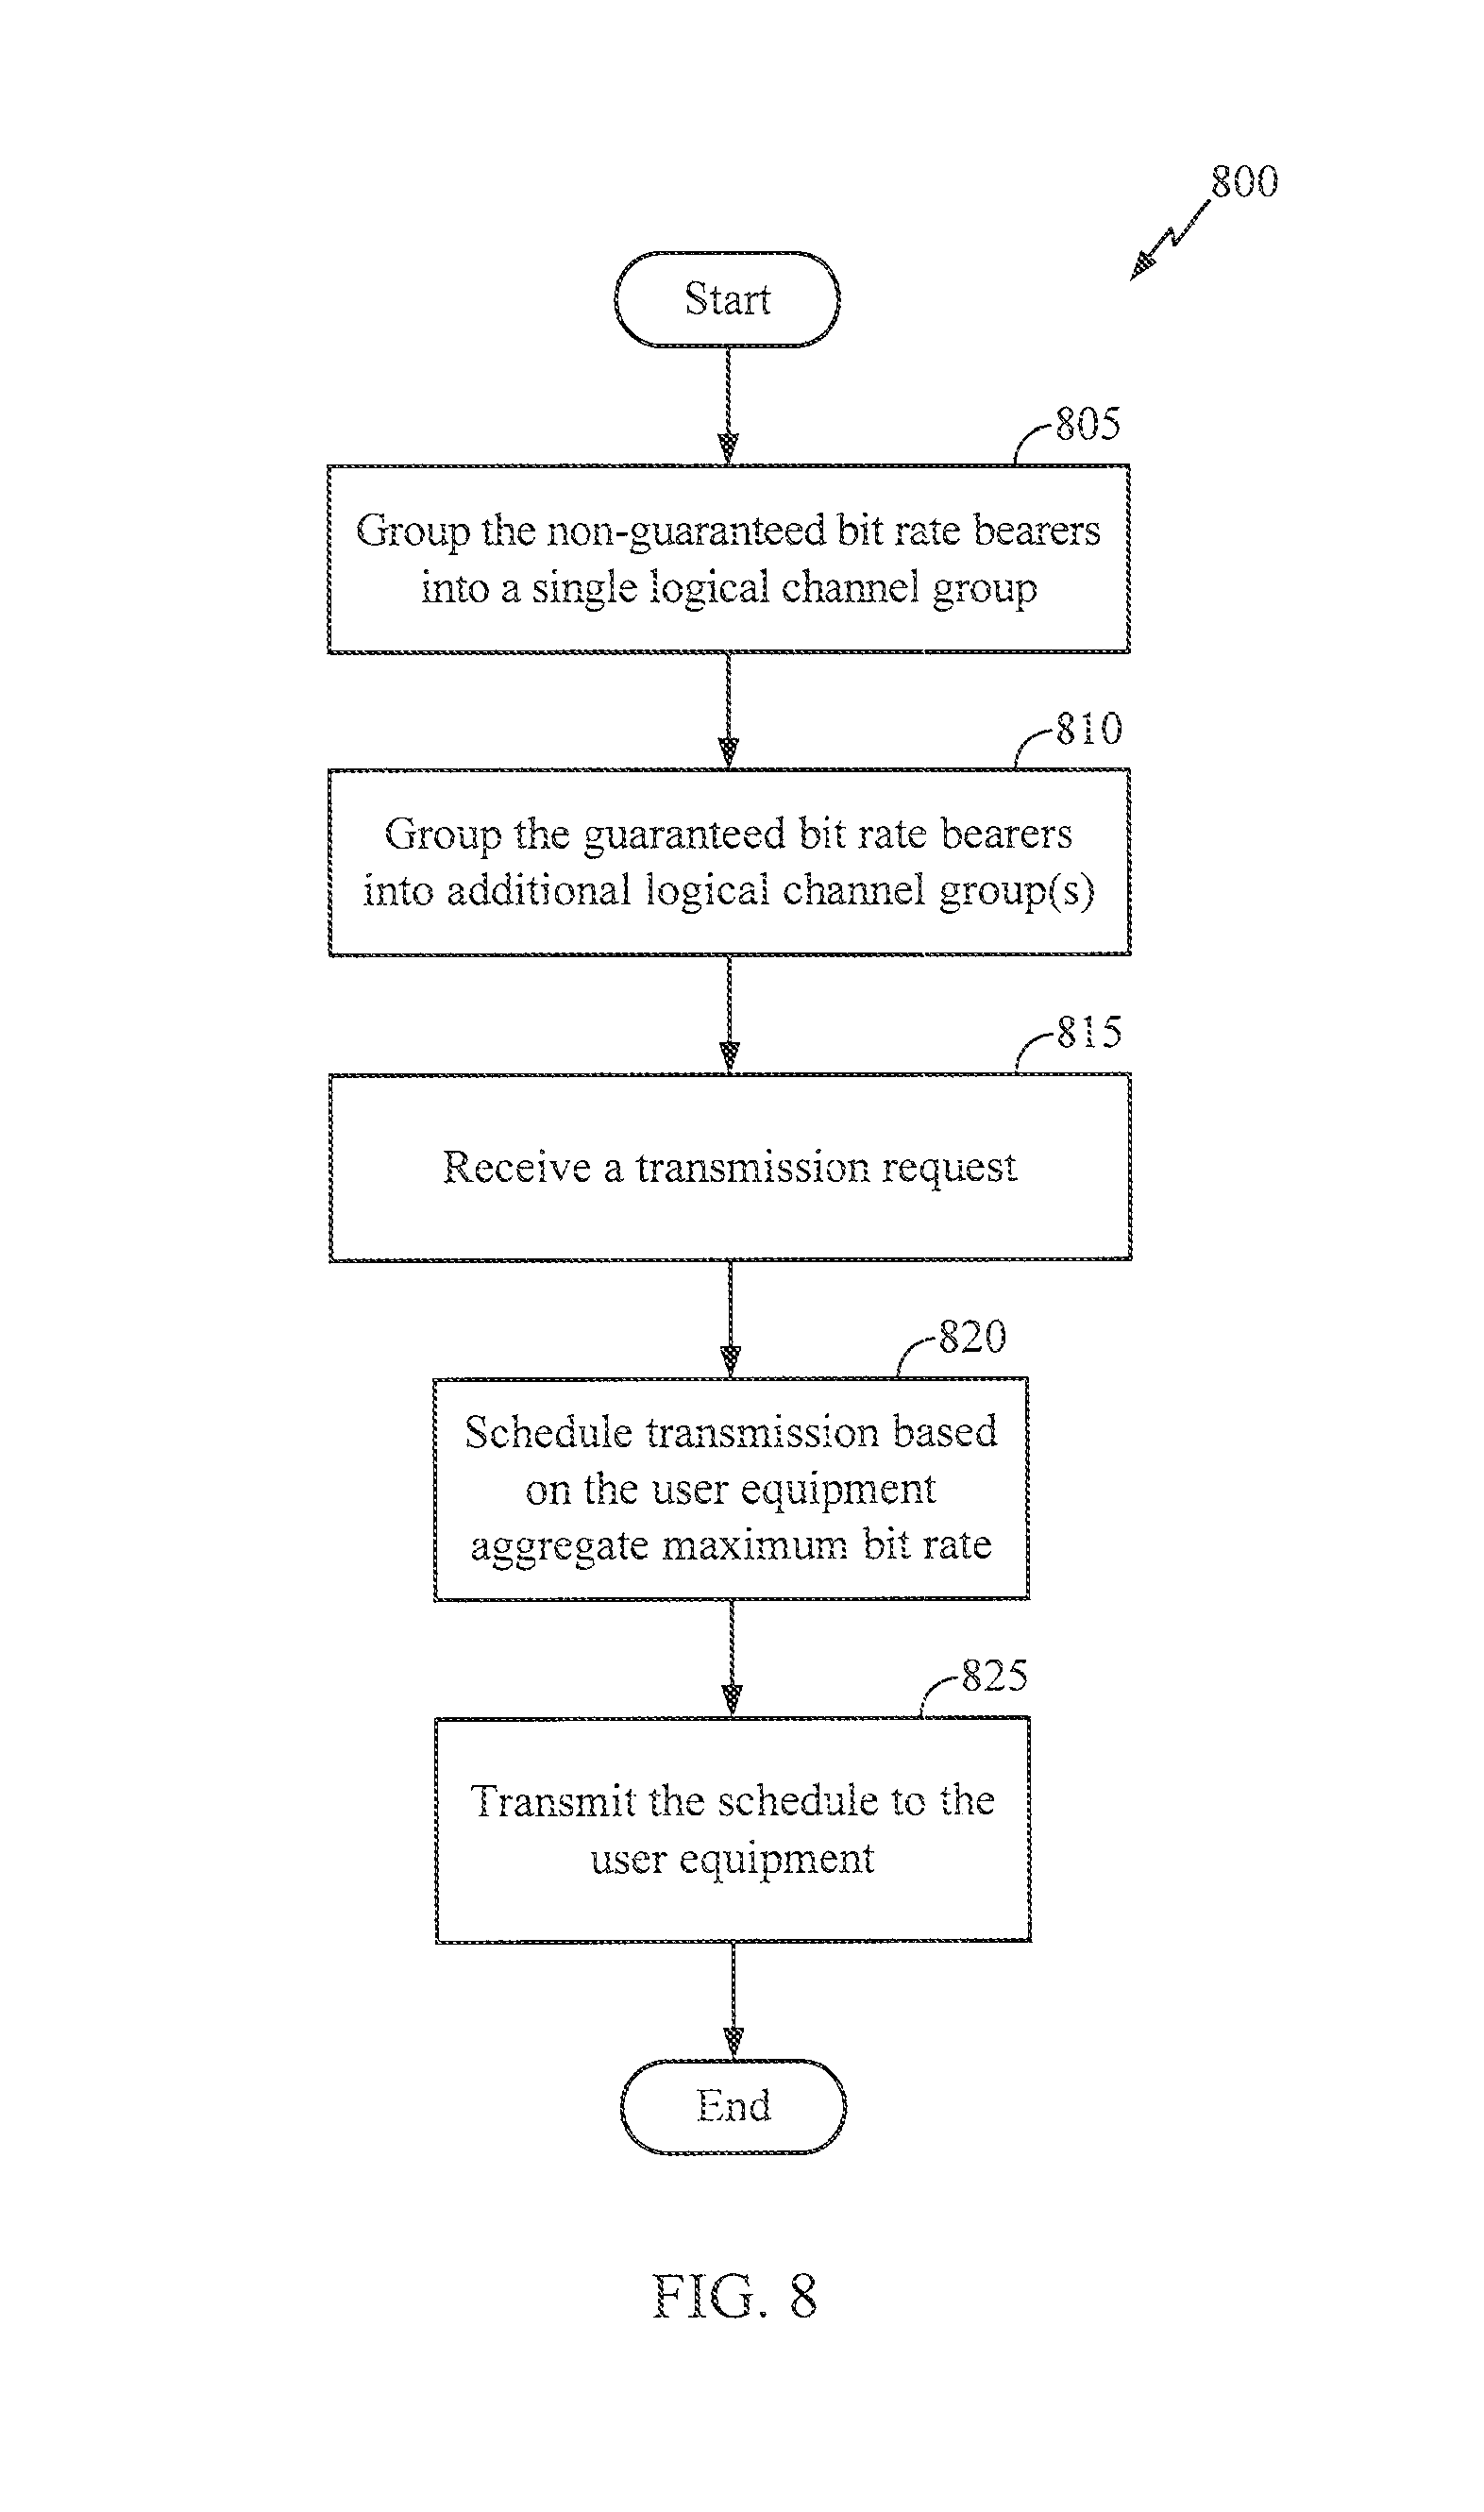 800
Start
805
Group the non-guaranteed bit rate bearers
into a single logical channel group
810
Group the guaranteed bit rate bearers
into additional logical channel group(s)
815
Receive a transmission request
820
Schedule transmission based
on the user equipment
aggregate maximum bit rate
825
Transmit the schedule to the
user equipment
End
FIG. 8